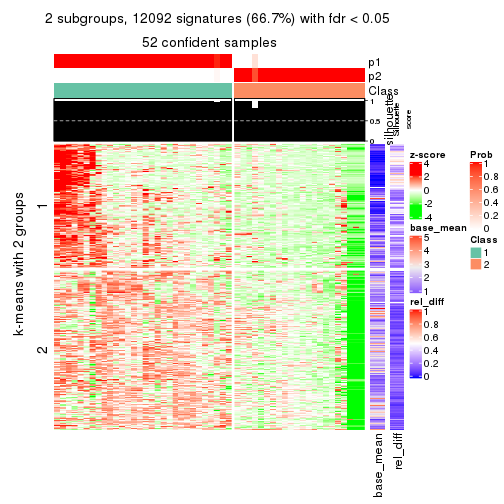 2 subgroups, 12092 signatures (66.7%) with fdr < 0.05
52 confident samples
p1
p2
Class
1
0.5
0
silhouette
Silhouette
score
k-means with 2 groups
1
2
base_mean
rel_diff
z-score
4
2
0
-2
-4
base_mean
5
4
3
2
1
rel_diff
1
0.8
0.6
0.4
0.2
0
Prob
1
0.8
0.6
0.4
0.2
0
Class
1
2